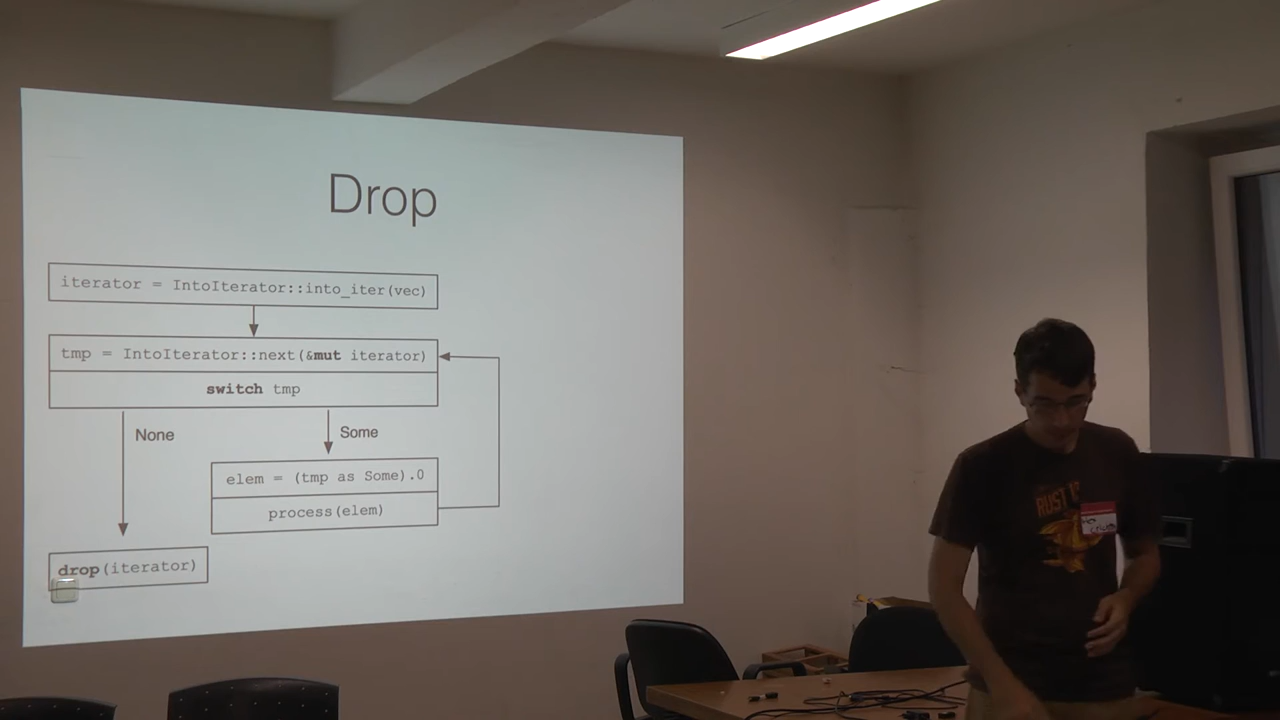 Drop
iterator = IntoIterator::into_iter(vec)
tmp = IntoIterator::next(&mut iterator)
switch tmp
None
Some
elem = (tmp as Some).0
process(elem)
drop(iterator)
RUST